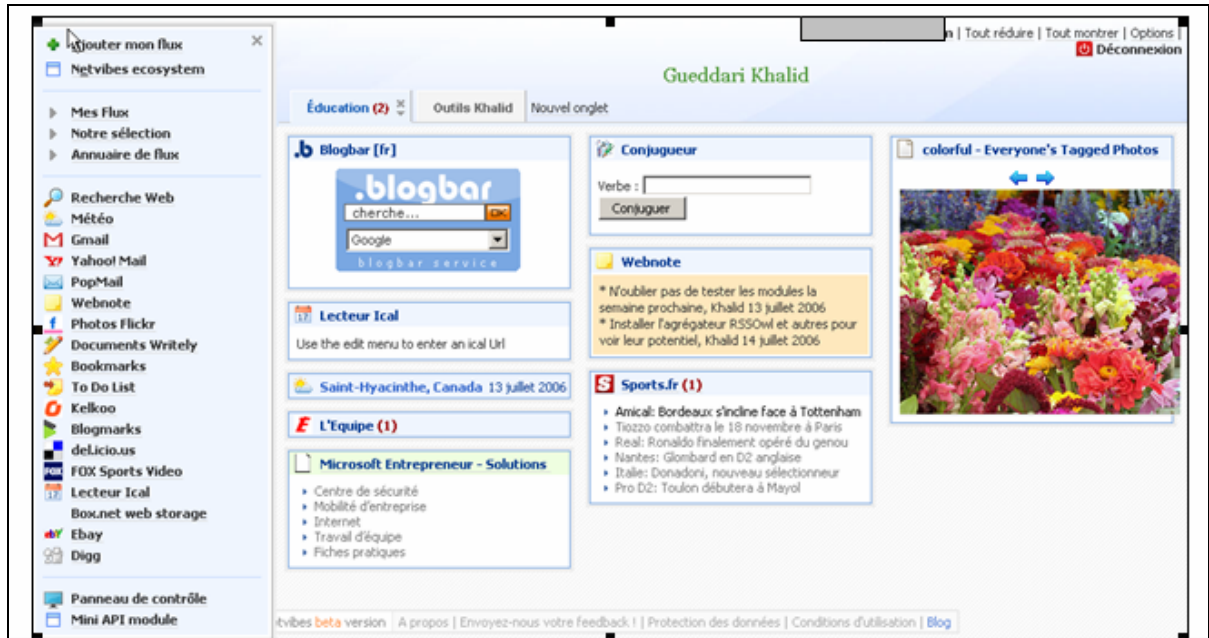 Ajouter mon flux
Netvibes ecosystem
Mes Flux
Notre sélection
Annuaire de flux
Recherche Web
Météo
Gmail
Yahoo! Mail
PopMail
Webnote
Photos Flickr
Documents Writely
Bookmarks
To Do List
Kelkoo
Blogmarks
del.icio.us
FOX Sports Video
Lecteur Ical
Box.net web storage
Ebay
Digg
Panneau de contrôle
Mini API module
| Tout réduire | Tout montrer | Options |
Déconnexion
Gueddari Khalid
Éducation (2)
Outils Khalid
Nouvel onglet
.b Blogbar [fr]
.blogbar
cherche... OK
Google
blogbar service
Lecteur Ical
Use the edit menu to enter an ical Url
Saint-Hyacinthe, Canada 13 juillet 2006
L'Equipe (1)
Microsoft Entrepreneur - Solutions
Centre de sécurité
Mobilité d'entreprise
Internet
Travail d'équipe
Fiches pratiques
Conjugueur
Verbe :
Conjuguer
Webnote
* N'oublier pas de tester les modules la
semaine prochaine, Khalid 13 juillet 2006
* Installer l'agrégateur RSSOwl et autres pour
voir leur potentiel, Khalid 14 juillet 2006
S Sports.fr (1)
Amical: Bordeaux s'incline face à Tottenham
Tiozzo combattra le 18 novembre à Paris
Real: Ronaldo finalement opéré du genou
Nantes: Glombard en D2 anglaise
Italie: Donadoni, nouveau sélectionneur
Pro D2: Toulon débutera à Mayol
colorful - Everyone's Tagged Photos
tvibes beta version | A propos | Envoyez-nous votre feedback ! | Protection des données | Conditions d'utilisation | Blog